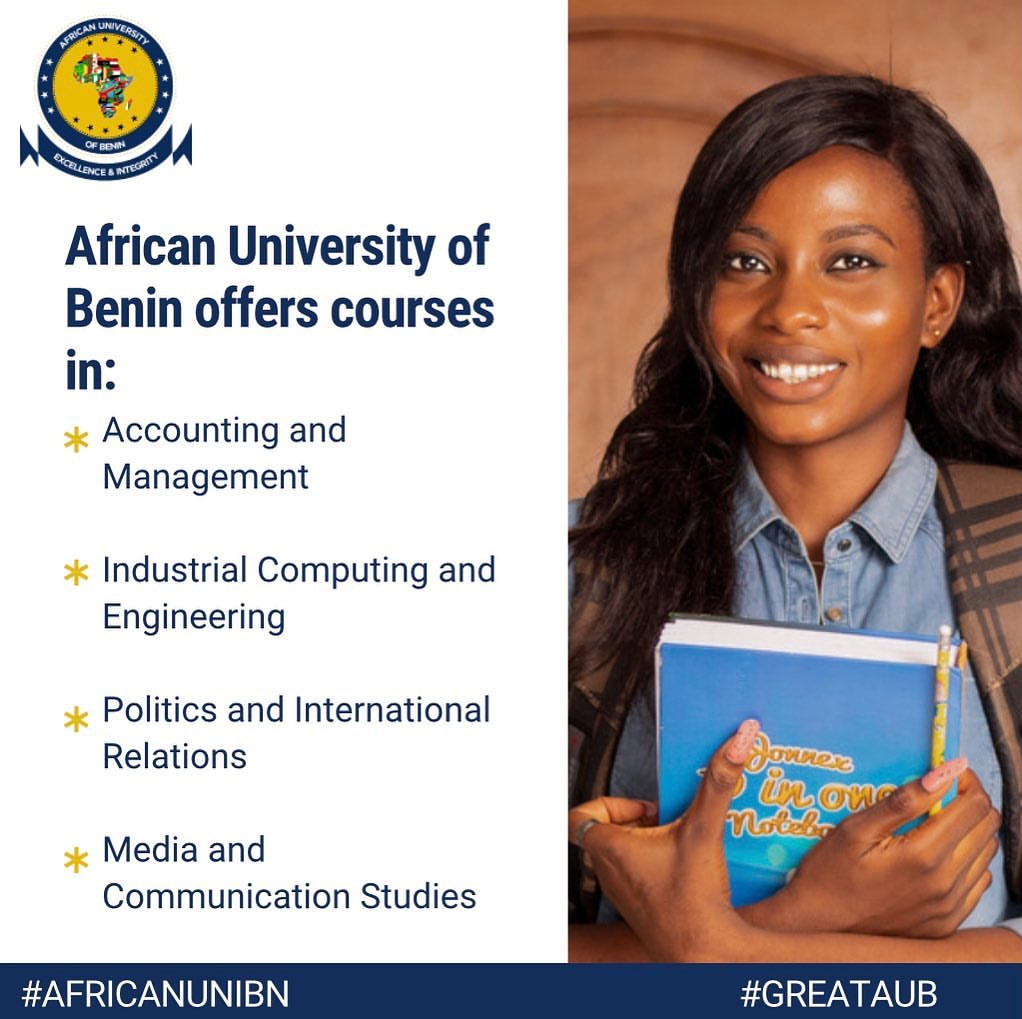 AFRICAN UNIVERSITY
OF BENIN
EXCELLENCE & INTEGRITY
African University of
Benin offers courses
in:
Accounting and
Management
Industrial Computing and
Engineering
Politics and International
Relations
Media and
Communication Studies
Jonnex
in one
#AFRICANUNIBN
#GREATAUB